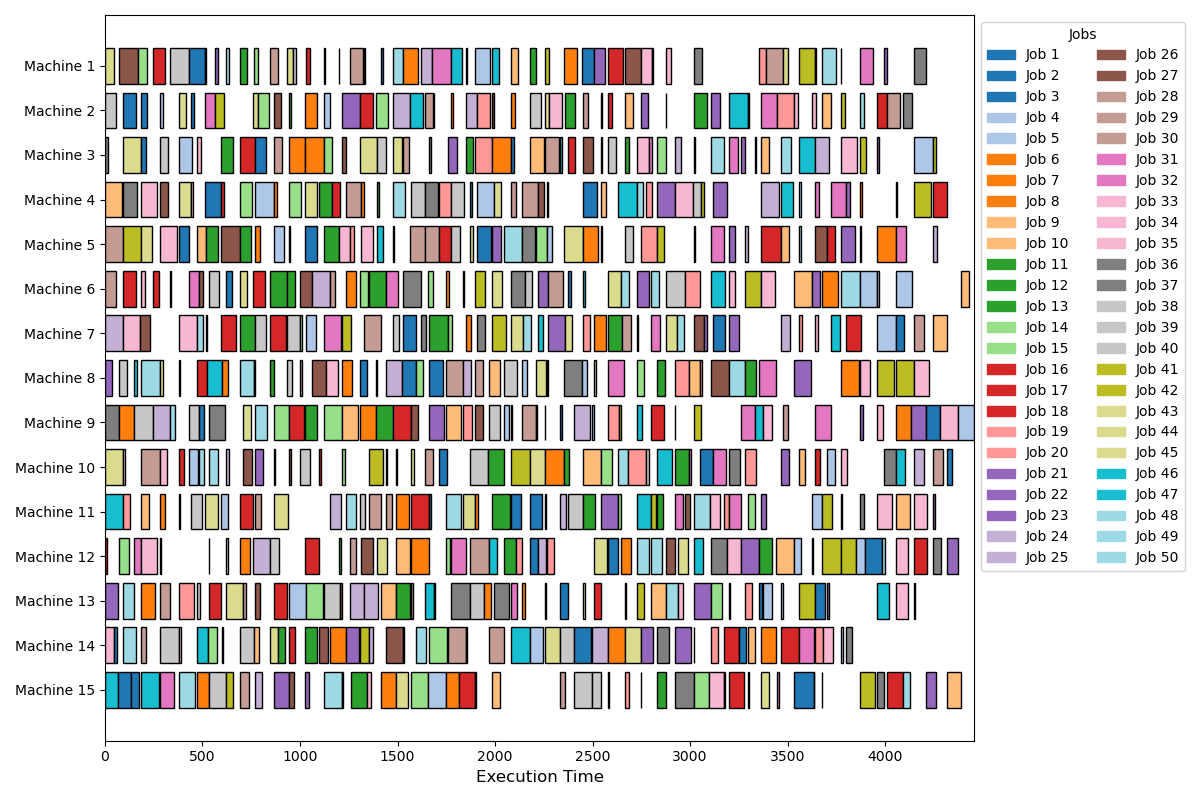 Machine 1
Machine 2
Machine 3
Machine 4
Machine 5
Machine 6
Machine 7
Machine 8
Machine 9
Machine 10
Machine 11
Machine 12
Machine 13
Machine 14
Machine 15
0 500 1000 1500 2000 2500 3000 3500 4000
Execution Time
Jobs
Job 1
Job 2
Job 3
Job 4
Job 5
Job 6
Job 7
Job 8
Job 9
Job 10
Job 11
Job 12
Job 13
Job 14
Job 15
Job 16
Job 17
Job 18
Job 19
Job 20
Job 21
Job 22
Job 23
Job 24
Job 25
Job 26
Job 27
Job 28
Job 29
Job 30
Job 31
Job 32
Job 33
Job 34
Job 35
Job 36
Job 37
Job 38
Job 39
Job 40
Job 41
Job 42
Job 43
Job 44
Job 45
Job 46
Job 47
Job 48
Job 49
Job 50